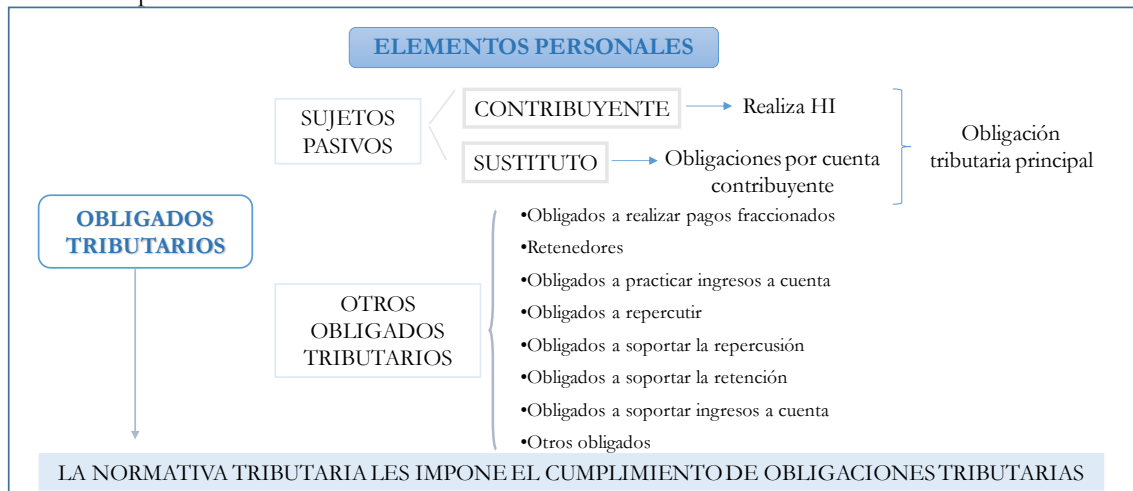 ELEMENTOS PERSONALES
SUJETOS
PASIVOS
CONTRIBUYENTE
Realiza HI
SUSTITUTO
Obligaciones por cuenta
contribuyente
Obligación
tributaria principal
OBLIGADOS
TRIBUTARIOS
OTROS
OBLIGADOS
TRIBUTARIOS
•Obligados a realizar pagos fraccionados
•Retenedores
•Obligados a practicar ingresos a cuenta
•Obligados a repercutir
•Obligados a soportar la repercusión
•Obligados a soportar la retención
•Obligados a soportar ingresos a cuenta
•Otros obligados
LA NORMATIVA TRIBUTARIA LES IMPONE EL CUMPLIMIENTO DE OBLIGACIONES TRIBUTARIAS